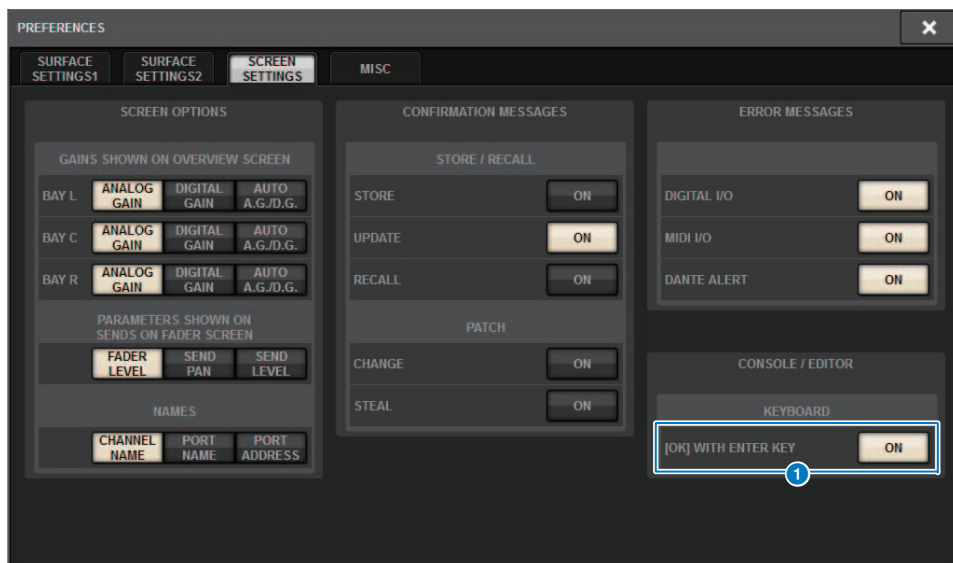 PREFERENCES
SURFACE SETTINGS1
SURFACE SETTINGS2
SCREEN SETTINGS
MISC
SCREEN OPTIONS
GAINS SHOWN ON OVERVIEW SCREEN
BAY L ANALOG GAIN DIGITAL GAIN AUTO A.G./D.G.
BAY C ANALOG GAIN DIGITAL GAIN AUTO A.G./D.G.
BAY R ANALOG GAIN DIGITAL GAIN AUTO A.G./D.G.
PARAMETERS SHOWN ON
SENDS ON FADER SCREEN
FADER LEVEL SEND PAN SEND LEVEL
NAMES
CHANNEL NAME PORT NAME PORT ADDRESS
CONFIRMATION MESSAGES
STORE / RECALL
STORE ON
UPDATE ON
RECALL ON
PATCH
CHANGE ON
STEAL ON
ERROR MESSAGES
DIGITAL I/O ON
MIDI I/O ON
DANTE ALERT ON
CONSOLE / EDITOR
KEYBOARD
[OK] WITH ENTER KEY ON
1